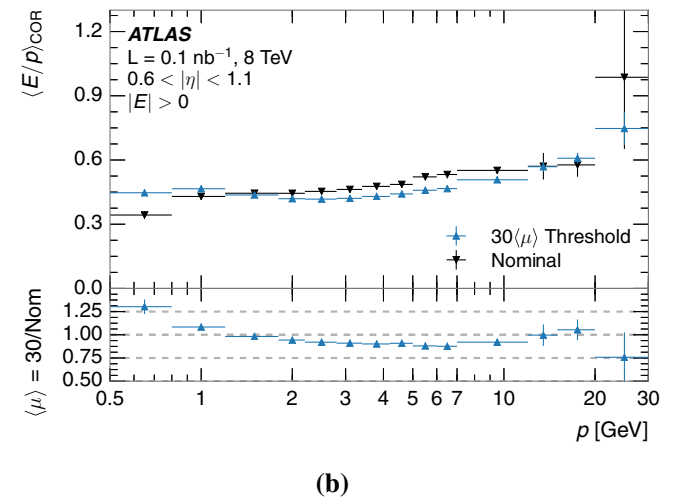 ⟨E/p⟩COR
1.2
0.9
0.6
0.3
0.0
ATLAS
L = 0.1 nb⁻¹, 8 TeV
0.6 < |η| < 1.1
|E| > 0
30⟨μ⟩ Threshold
Nominal
⟨μ⟩ = 30/Nom
1.25
1.00
0.75
0.50
0.5 1 2 3 4 5 6 7 10 20 30
p [GeV]
(b)